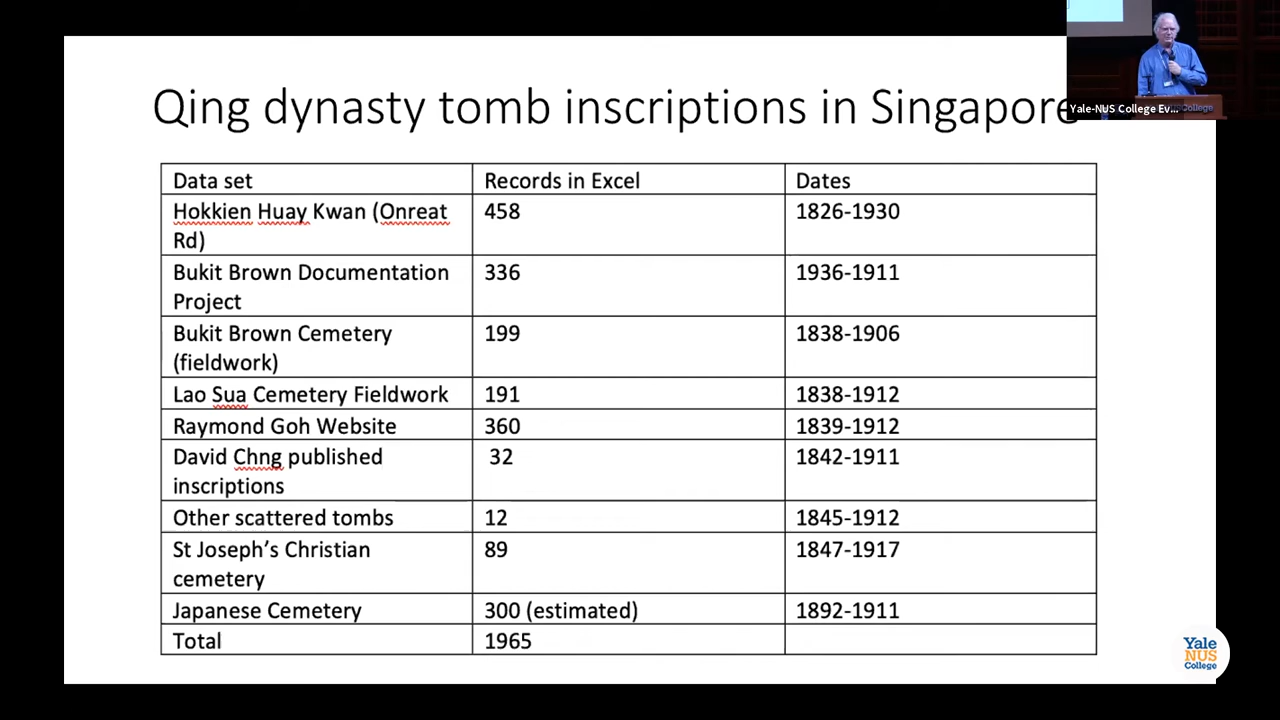 Qing dynasty tomb inscriptions in Singapore
Yale-NUS College Ev...
College
Data set Records in Excel Dates
Hokkien Huay Kwan (Onreat 458 1826-1930
Rd)
Bukit Brown Documentation 336 1936-1911
Project
Bukit Brown Cemetery 199 1838-1906
(fieldwork)
Lao Sua Cemetery Fieldwork 191 1838-1912
Raymond Goh Website 360 1839-1912
David Chng published 32 1842-1911
inscriptions
Other scattered tombs 12 1845-1912
St Joseph’s Christian 89 1847-1917
cemetery
Japanese Cemetery 300 (estimated) 1892-1911
Total 1965
Yale
NUS
College